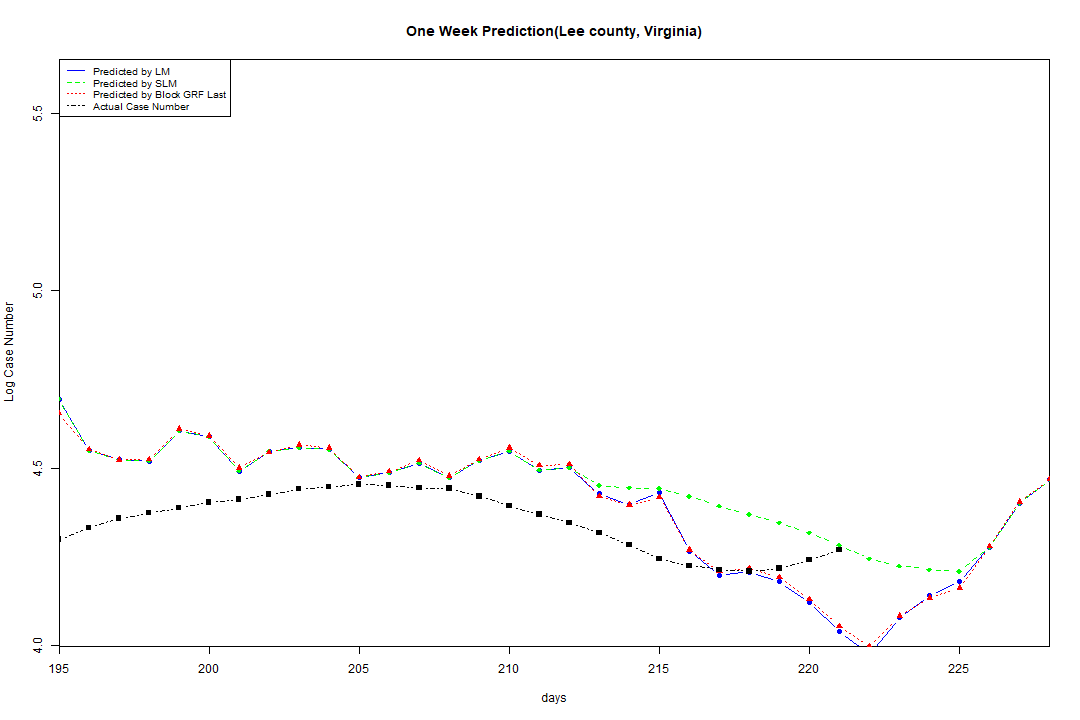 One Week Prediction(Lee county, Virginia)
Predicted by LM
Predicted by SLM
Predicted by Block GRF Last
Actual Case Number
5.5
5.0
4.5
4.0
Log Case Number
195 200 205 210 215 220 225
days